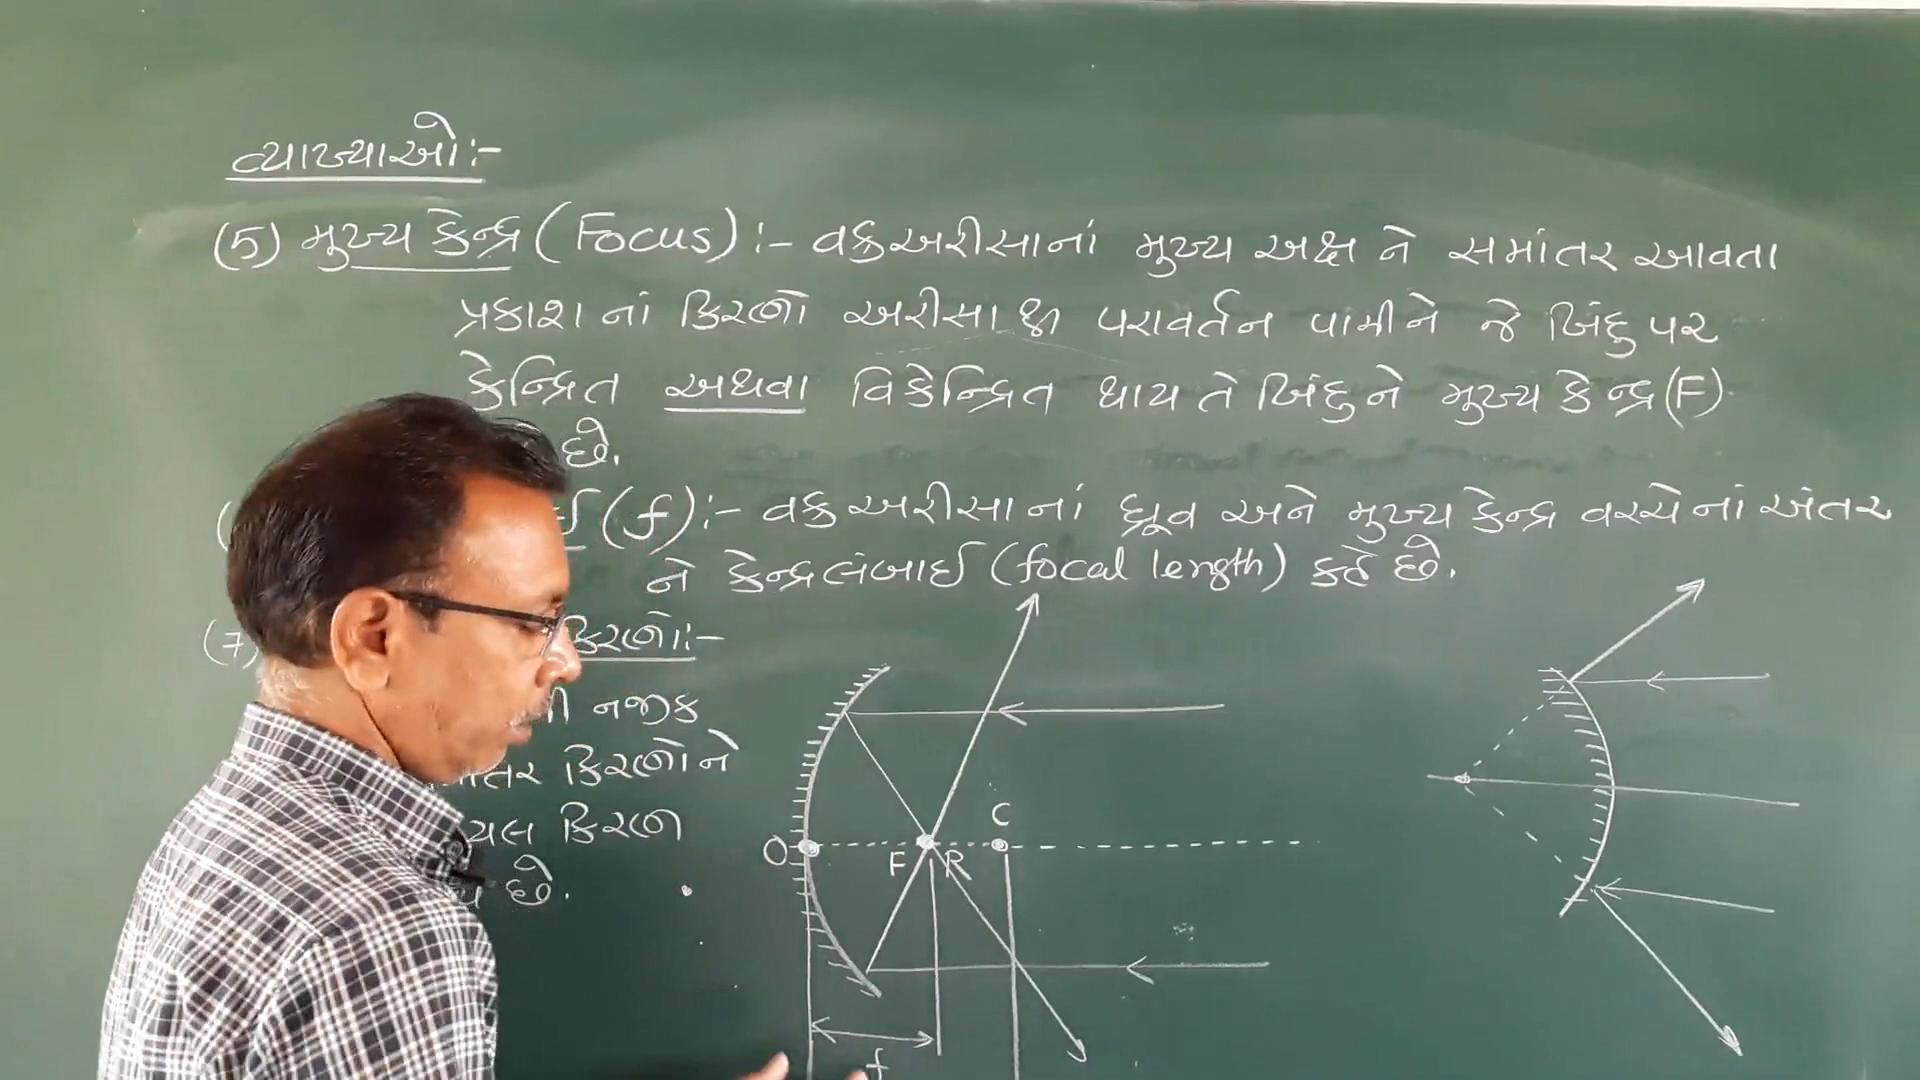 વ્યાખ્યાઓ:-
(5) મુખ્ય કેન્દ્ર (Focus) :- વક્રઅરીસાનાં મુખ્ય અક્ષ ને સમાંતર આવતા
પ્રકાશનાં કિરણો અરીસા દ્વારા પરાવર્તન પામીને જે બિંદુ પર
કેન્દ્રિત અથવા વિકેન્દ્રિત થાય તે બિંદુને મુખ્ય કેન્દ્ર (F)
છે.
(f):- વક્રઅરીસાનાં ધ્રૂવ અને મુખ્ય કેન્દ્ર વચ્ચેનાં અંતર
ને કેન્દ્રલંબાઈ (focal length) કહે છે.
(7) કિરણો:-
નજીક
કિરણોને
કિરણ
છે.
C
O F R
f